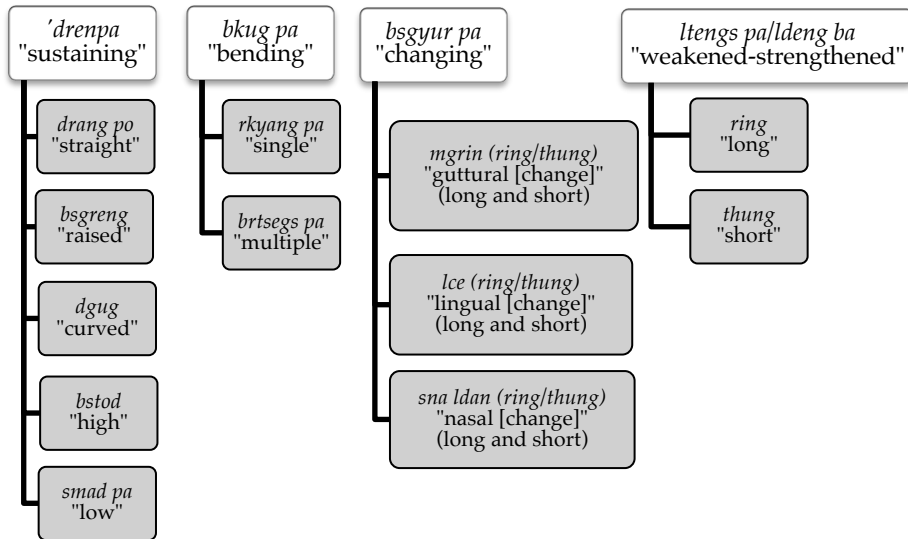 'drenpa
"sustaining"
drang po
"straight"
bsgreng
"raised"
dgug
"curved"
bstod
"high"
smad pa
"low"
bkug pa
"bending"
rkyang pa
"single"
brtsegs pa
"multiple"
bsgyur pa
"changing"
mgrin (ring/thung)
"guttural [change]"
(long and short)
lce (ring/thung)
"lingual [change]"
(long and short)
sna ldan (ring/thung)
"nasal [change]"
(long and short)
ltengs pa/ldeng ba
"weakened-strengthened"
ring
"long"
thung
"short"